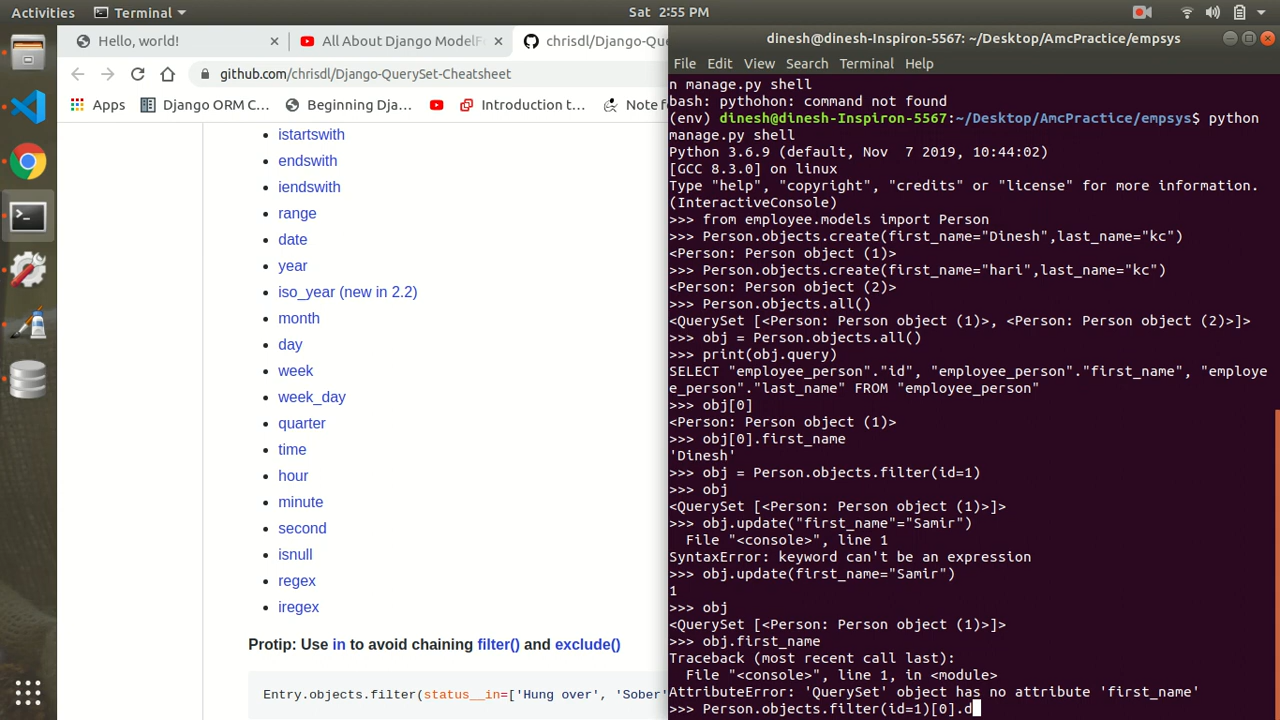 Activities Terminal Sat 2:55 PM
Hello, world! × All About Django ModelF × chrisdl/Django-Que
github.com/chrisdl/Django-QuerySet-Cheatsheet
Apps Django ORM C... Beginning Dja... Introduction t... Note f
istartswith
endswith
iendswith
range
date
year
iso_year (new in 2.2)
month
day
week
week_day
quarter
time
hour
minute
second
isnull
regex
iregex
Protip: Use in to avoid chaining filter() and exclude()
Entry.objects.filter(status__in=['Hung over', 'Sober'
dinesh@dinesh-Inspiron-5567: ~/Desktop/AmcPractice/empsys
File Edit View Search Terminal Help
n manage.py shell
bash: pythohon: command not found
(env) dinesh@dinesh-Inspiron-5567:~/Desktop/AmcPractice/empsys$ python
manage.py shell
Python 3.6.9 (default, Nov  7 2019, 10:44:02)
[GCC 8.3.0] on linux
Type "help", "copyright", "credits" or "license" for more information.
(InteractiveConsole)
>>> from employee.models import Person
>>> Person.objects.create(first_name="Dinesh",last_name="kc")
<Person: Person object (1)>
>>> Person.objects.create(first_name="hari",last_name="kc")
<Person: Person object (2)>
>>> Person.objects.all()
<QuerySet [<Person: Person object (1)>, <Person: Person object (2)>]>
>>> obj = Person.objects.all()
>>> print(obj.query)
SELECT "employee_person"."id", "employee_person"."first_name", "employe
e_person"."last_name" FROM "employee_person"
>>> obj[0]
<Person: Person object (1)>
>>> obj[0].first_name
'Dinesh'
>>> obj = Person.objects.filter(id=1)
>>> obj
<QuerySet [<Person: Person object (1)>]>
>>> obj.update("first_name"="Samir")
  File "<console>", line 1
SyntaxError: keyword can't be an expression
>>> obj.update(first_name="Samir")
1
>>> obj
<QuerySet [<Person: Person object (1)>]>
>>> obj.first_name
Traceback (most recent call last):
  File "<console>", line 1, in <module>
AttributeError: 'QuerySet' object has no attribute 'first_name'
>>> Person.objects.filter(id=1)[0].d